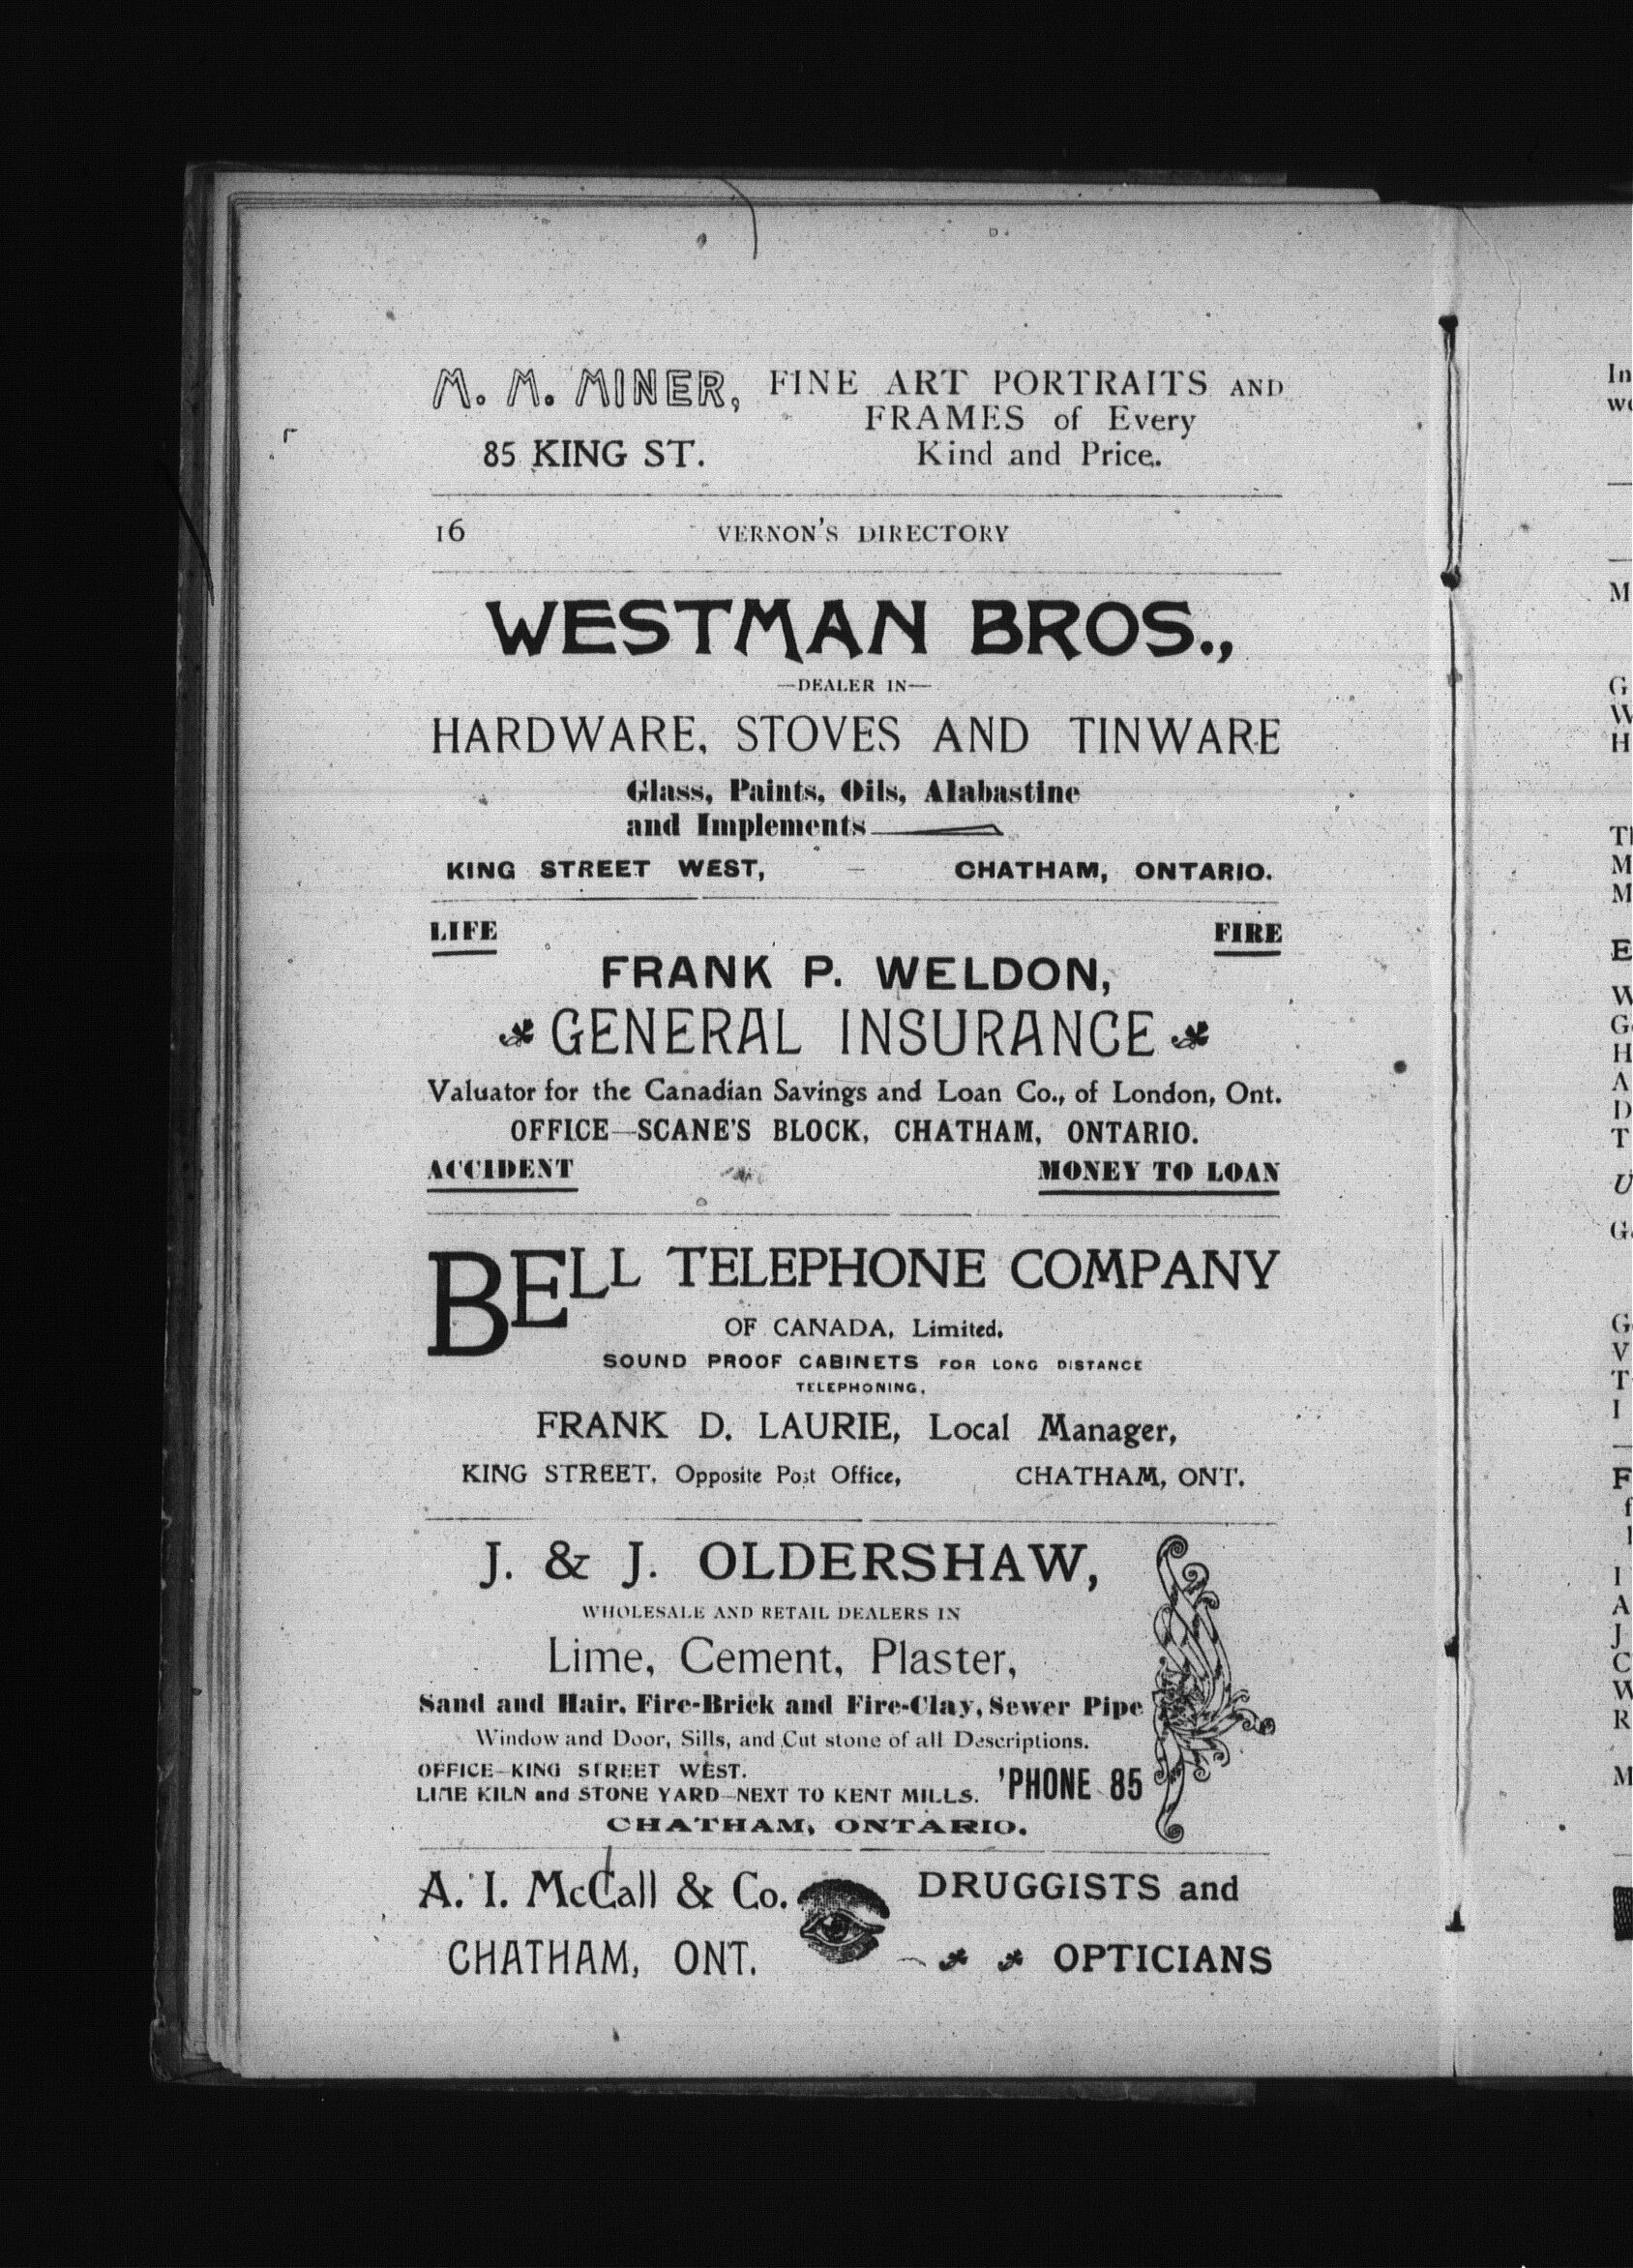 M. M. MINER, FINE ART PORTRAITS AND
FRAMES of Every
85 KING ST. Kind and Price.
16 VERNON'S DIRECTORY
WESTMAN BROS.,
—DEALER IN—
HARDWARE, STOVES AND TINWARE
Glass, Paints, Oils, Alabastine
and Implements
KING STREET WEST, – CHATHAM, ONTARIO.
LIFE FIRE
FRANK P. WELDON,
GENERAL INSURANCE
Valuator for the Canadian Savings and Loan Co., of London, Ont.
OFFICE—SCANE'S BLOCK, CHATHAM, ONTARIO.
ACCIDENT MONEY TO LOAN
BELL TELEPHONE COMPANY
OF CANADA, Limited.
SOUND PROOF CABINETS FOR LONG DISTANCE
TELEPHONING.
FRANK D. LAURIE, Local Manager,
KING STREET, Opposite Post Office, CHATHAM, ONT.
J. & J. OLDERSHAW,
WHOLESALE AND RETAIL DEALERS IN
Lime, Cement, Plaster,
Sand and Hair, Fire-Brick and Fire-Clay, Sewer Pipe
Window and Door, Sills, and Cut stone of all Descriptions.
OFFICE—KING STREET WEST.
LIME KILN and STONE YARD—NEXT TO KENT MILLS. 'PHONE 85
CHATHAM, ONTARIO.
A. I. McCall & Co. DRUGGISTS and
CHATHAM, ONT. OPTICIANS